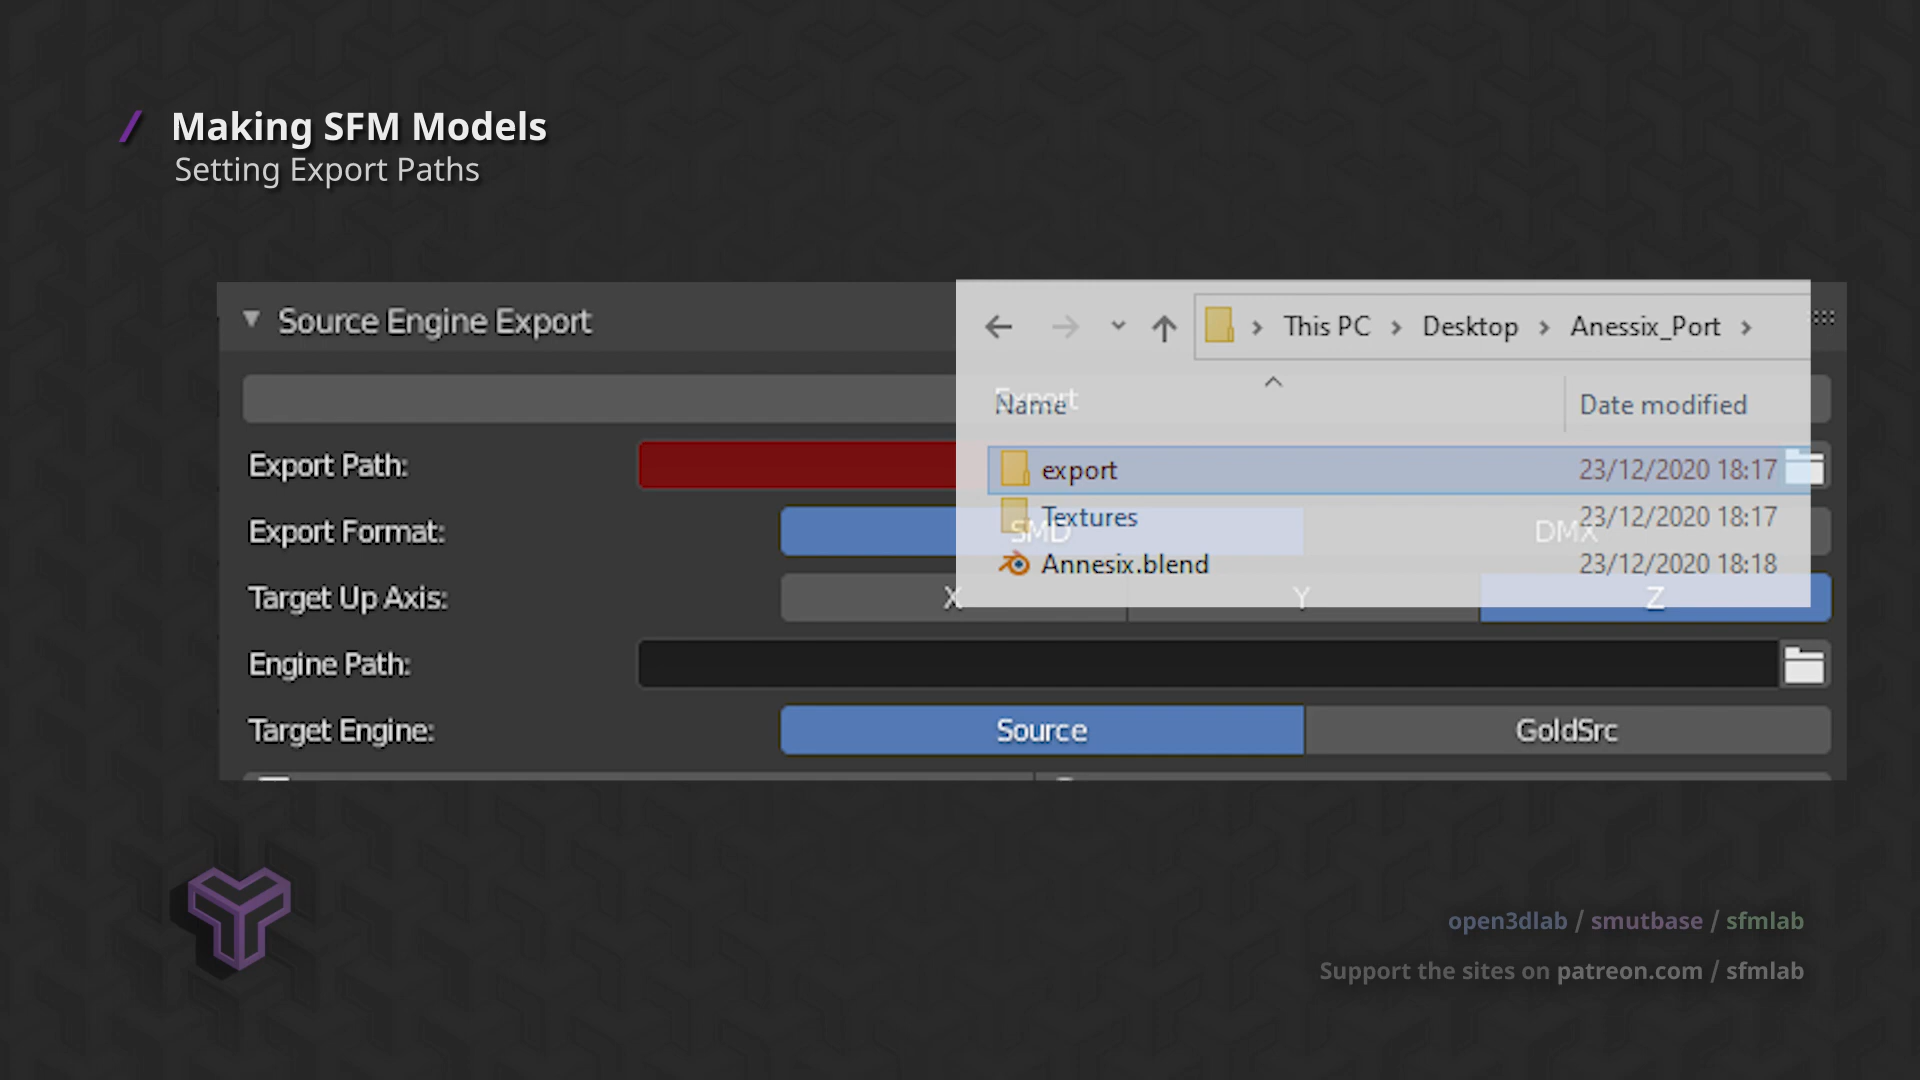 / Making SFM Models
Setting Export Paths
Source Engine Export
This PC > Desktop > Anessix_Port >
Export
Name Date modified
Export Path:
export 23/12/2020 18:17
Textures 23/12/2020 18:17
Export Format: SMD DMX
Annesix.blend 23/12/2020 18:18
Target Up Axis: X Y Z
Engine Path:
Target Engine: Source GoldSrc
open3dlab / smutbase / sfmlab
Support the sites on patreon.com / sfmlab